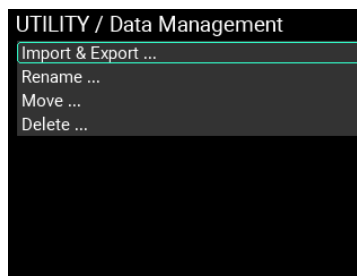 UTILITY / Data Management
Import & Export ...
Rename ...
Move ...
Delete ...